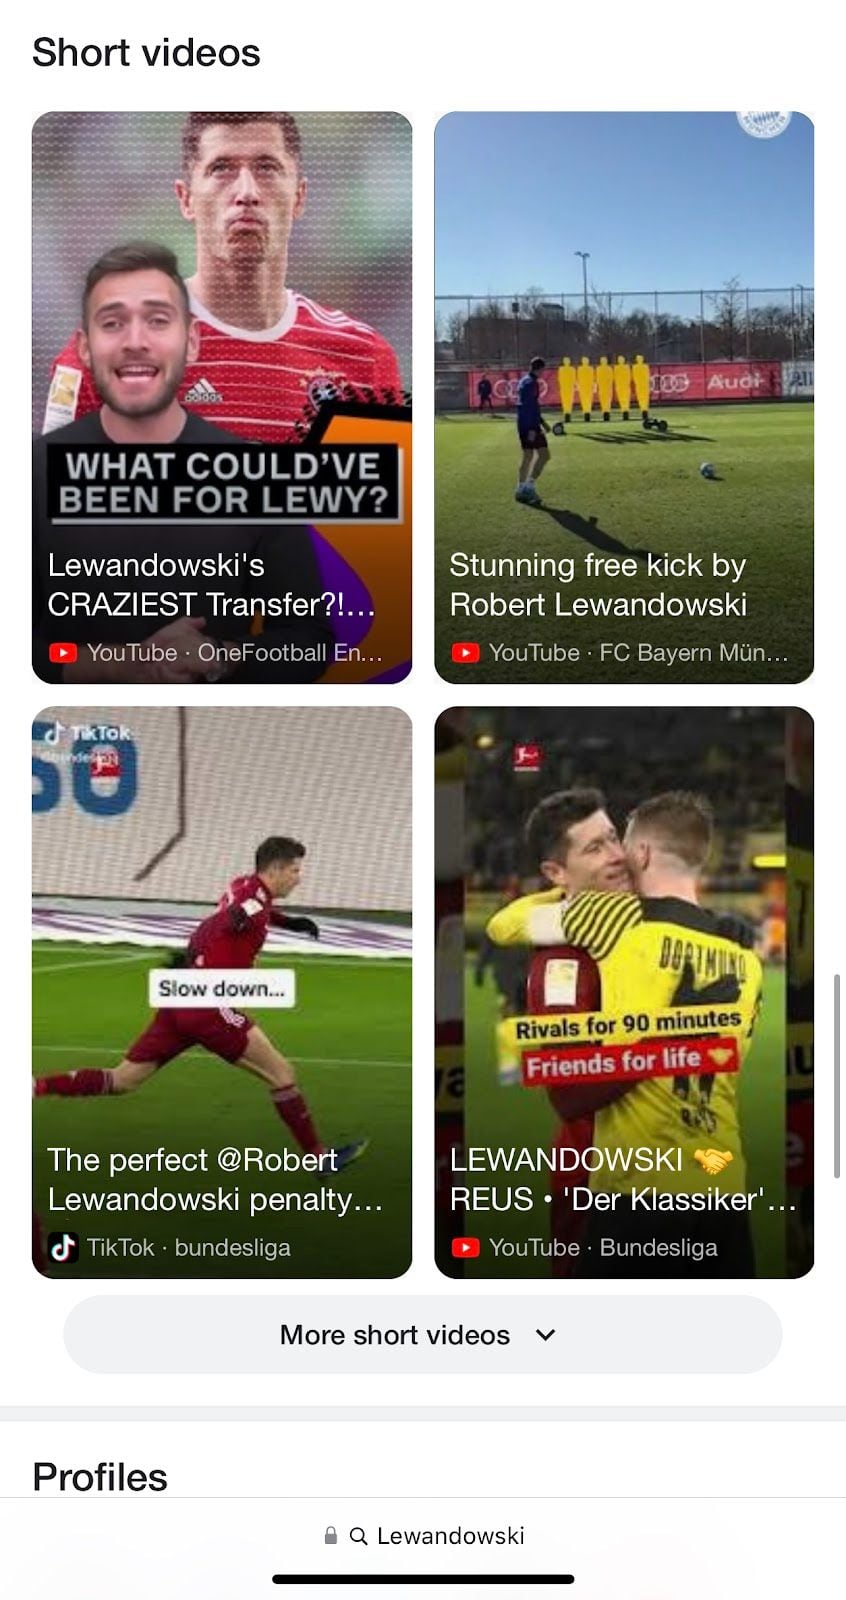 Short videos
adidas
WHAT COULD'VE
BEEN FOR LEWY?
Lewandowski's
CRAZIEST Transfer?!...
YouTube · OneFootball En...
Audi
Stunning free kick by
Robert Lewandowski
YouTube · FC Bayern Mün...
TikTok
Slow down...
The perfect @Robert
Lewandowski penalty...
TikTok · bundesliga
DORTMUND
Rivals for 90 minutes
Friends for life 🤝
LEWANDOWSKI 🤝
REUS • 'Der Klassiker'...
YouTube · Bundesliga
More short videos
Profiles
Lewandowski